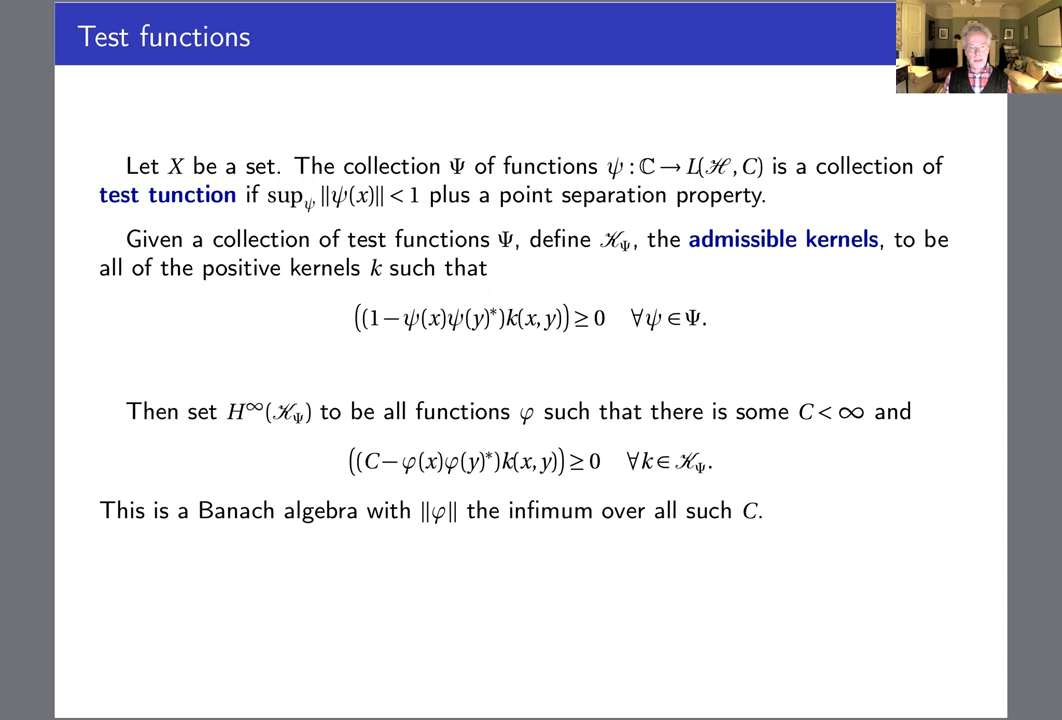 Test functions
Let X be a set. The collection Ψ of functions ψ : ℂ → L(ℋ, C) is a collection of
test tunction if sup_ψ ‖ψ(x)‖ < 1 plus a point separation property.
Given a collection of test functions Ψ, define 𝒦_Ψ, the admissible kernels, to be
all of the positive kernels k such that
((1 − ψ(x)ψ(y)*)k(x, y)) ≥ 0 ∀ψ ∈ Ψ.
Then set H^∞(𝒦_Ψ) to be all functions φ such that there is some C < ∞ and
((C − φ(x)φ(y)*)k(x, y)) ≥ 0 ∀k ∈ 𝒦_Ψ.
This is a Banach algebra with ‖φ‖ the infimum over all such C.